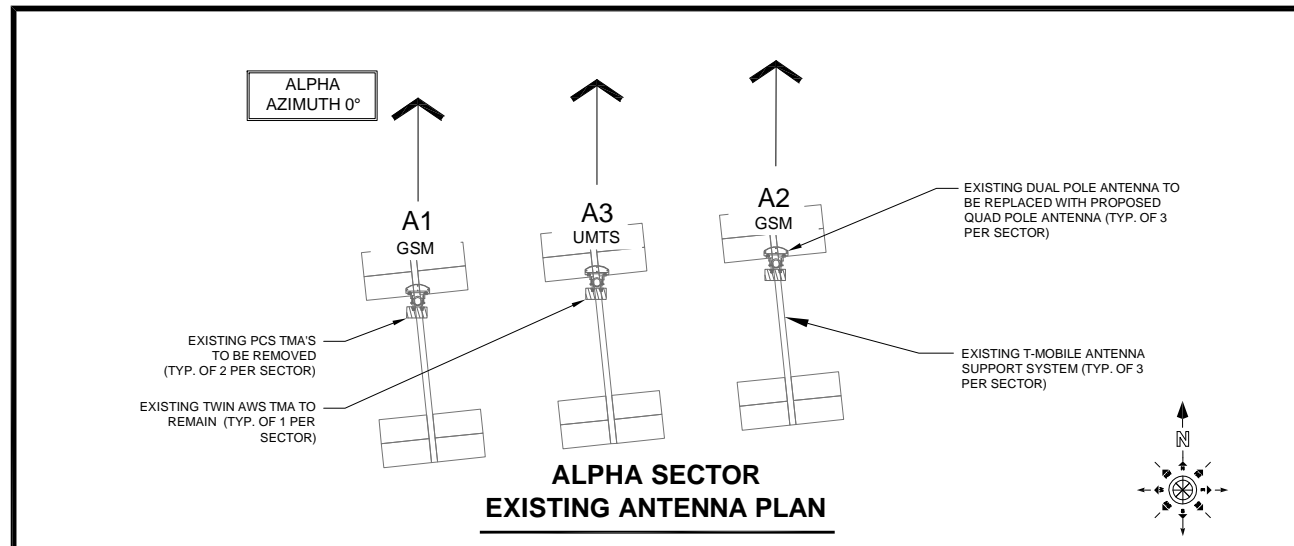 ALPHA
AZIMUTH 0°
A1
GSM
A3
UMTS
A2
GSM
EXISTING DUAL POLE ANTENNA TO
BE REPLACED WITH PROPOSED
QUAD POLE ANTENNA (TYP. OF 3
PER SECTOR)
EXISTING PCS TMA'S
TO BE REMOVED
(TYP. OF 2 PER SECTOR)
EXISTING TWIN AWS TMA TO
REMAIN (TYP. OF 1 PER
SECTOR)
EXISTING T-MOBILE ANTENNA
SUPPORT SYSTEM (TYP. OF 3
PER SECTOR)
N
ALPHA SECTOR
EXISTING ANTENNA PLAN